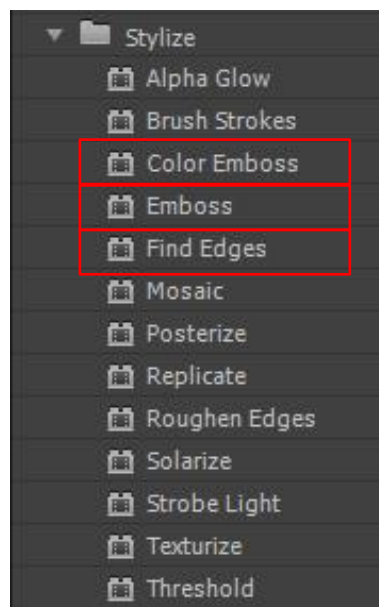 Stylize
Alpha Glow
Brush Strokes
Color Emboss
Emboss
Find Edges
Mosaic
Posterize
Replicate
Roughen Edges
Solarize
Strobe Light
Texturize
Threshold